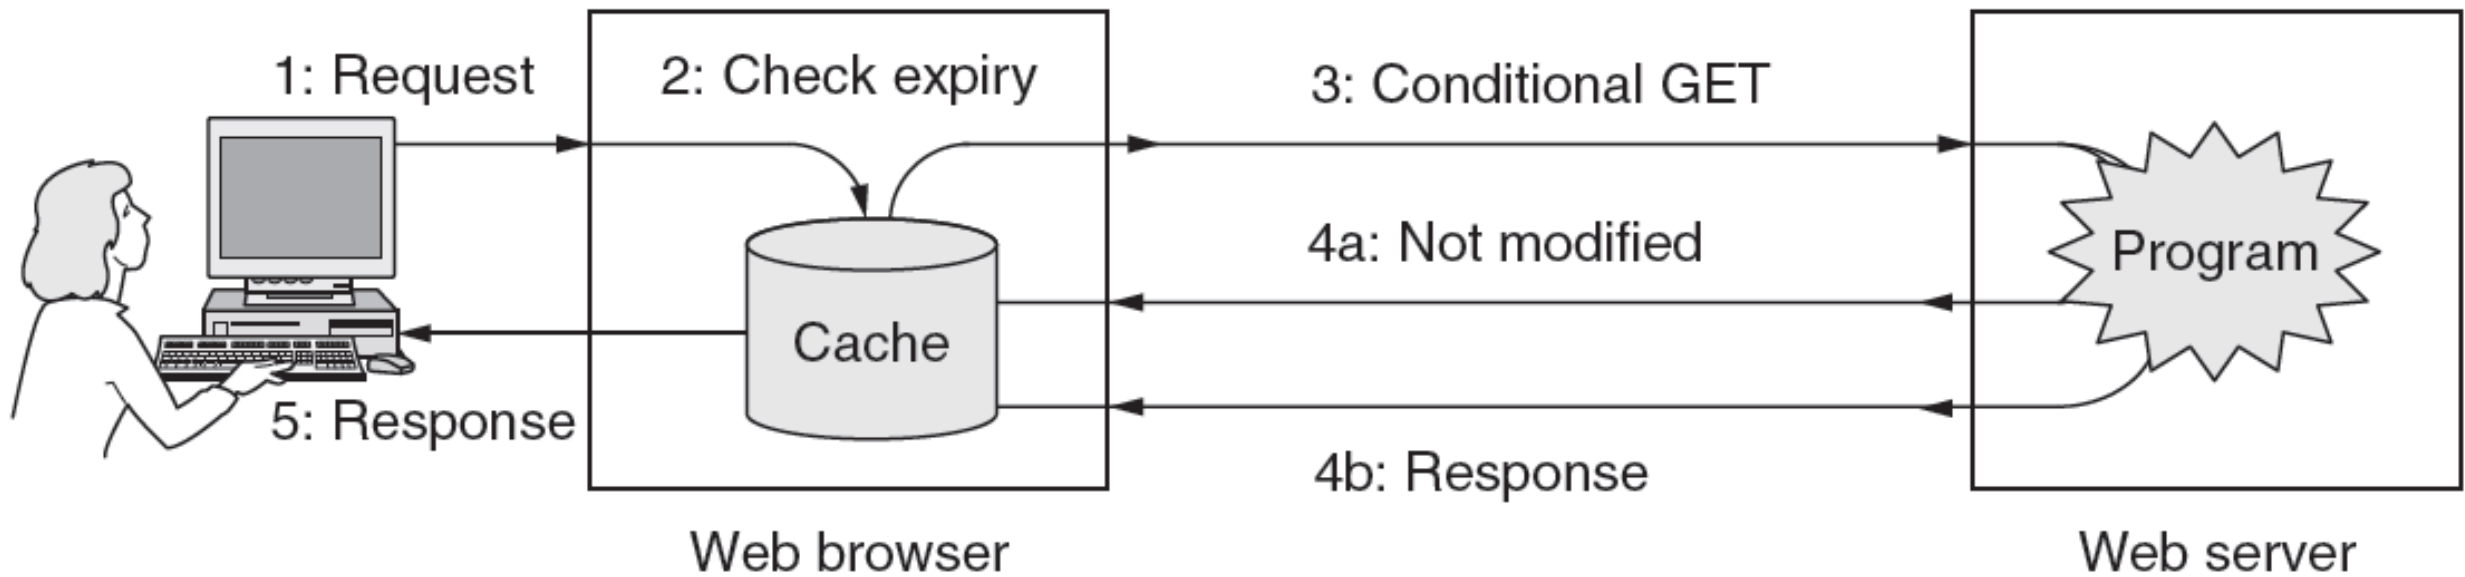 1: Request
2: Check expiry
3: Conditional GET
4a: Not modified
Program
Cache
5: Response
4b: Response
Web browser
Web server